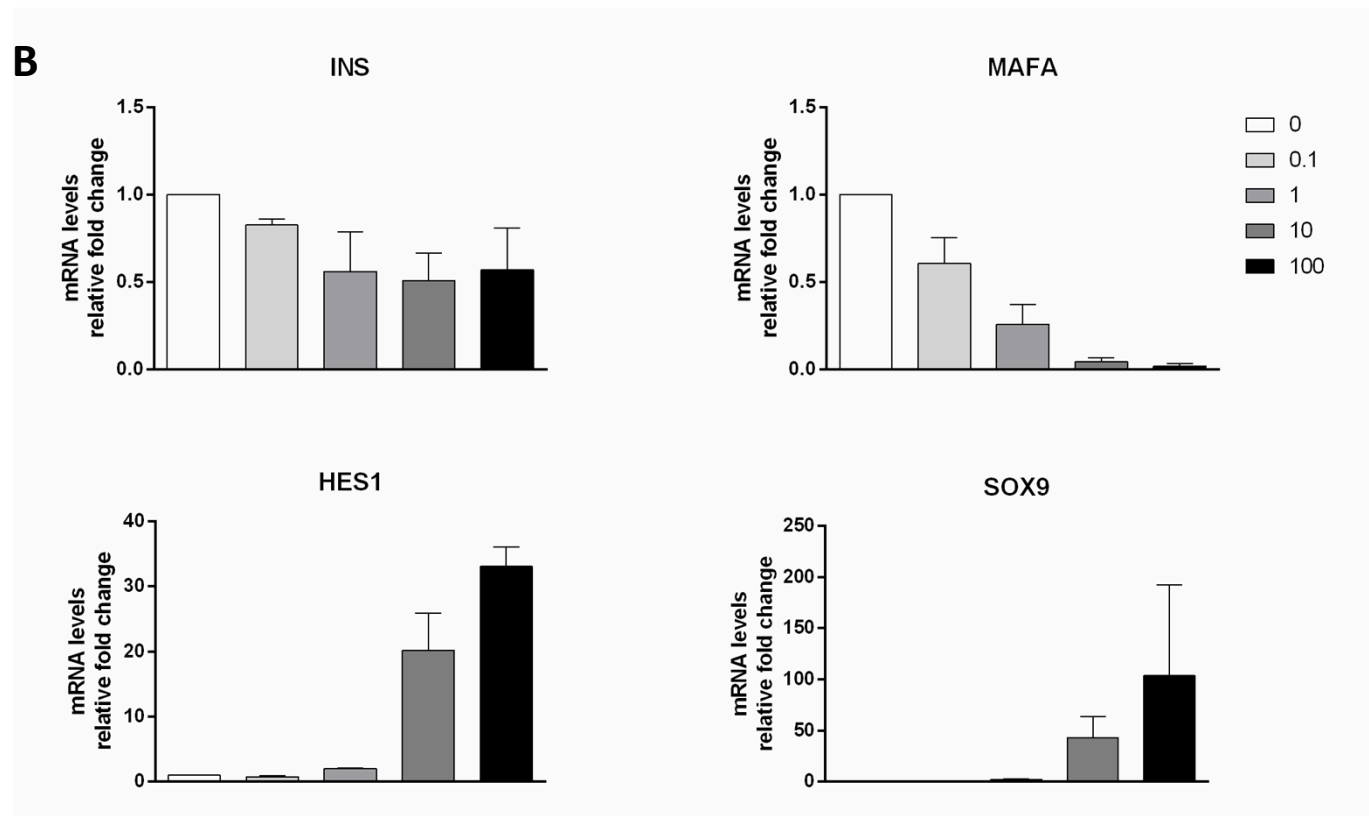 B
INS
mRNA levels
relative fold change
1.5
1.0
0.5
0.0
MAFA
mRNA levels
relative fold change
1.5
1.0
0.5
0.0
0
0.1
1
10
100
HES1
mRNA levels
relative fold change
40
30
20
10
0
SOX9
mRNA levels
relative fold change
250
200
150
100
50
0